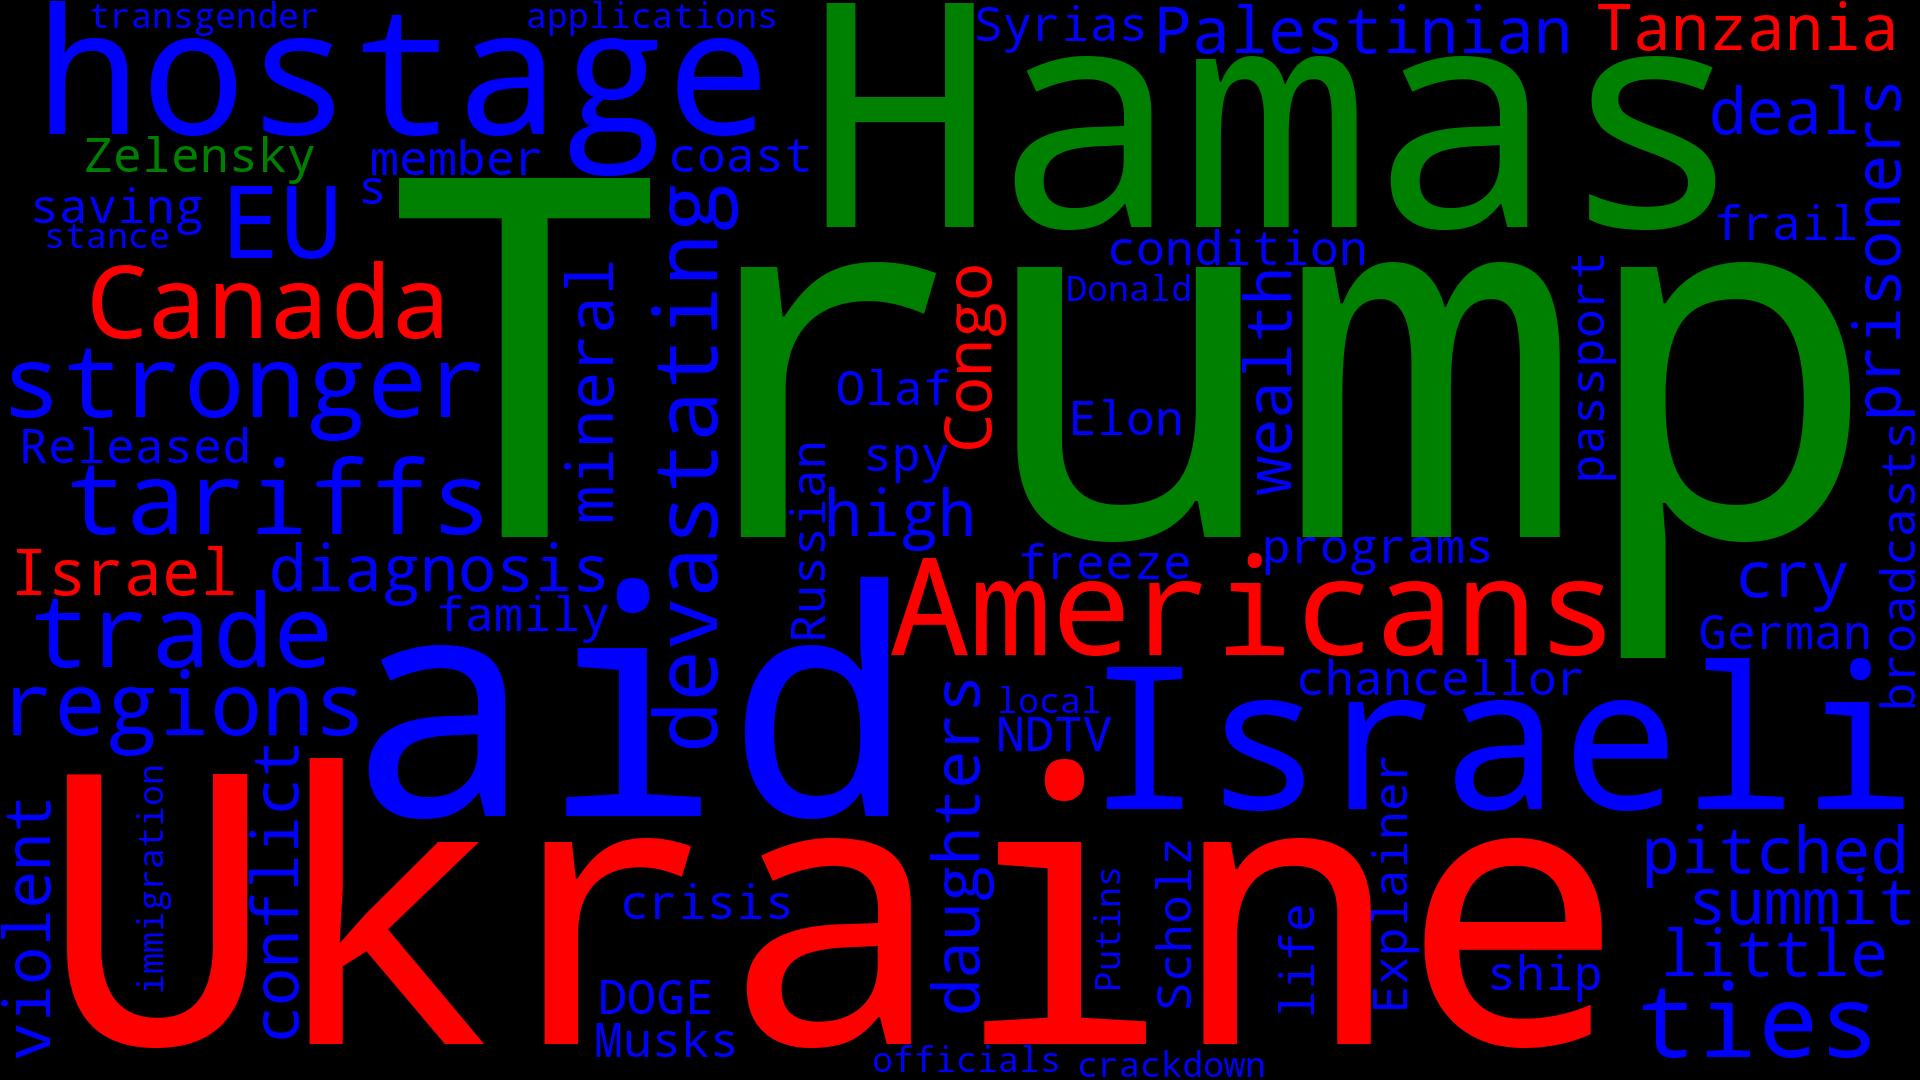 transgender
applications
hostage
Hamas
Syrias
Palestinian
Tanzania
deal
prisoners
Zelensky
member
coast
s
saving
stance
EU
Trump
devastating
condition
frail
Canada
mineral
Congo
Donald
wealth
passport
stronger
Olaf
Elon
Released
spy
Russian
high
tariffs
broadcasts
Israel
diagnosis
family
freeze
programs
Americans
cry
German
trade
aid
regions
chancellor
Israeli
local
NDTV
daughters
violent
immigration
conflict
Ukraine
crisis
Putins
Scholz
life
Explainer
pitched
summit
little
ship
DOGE
Musks
ties
officials
crackdown